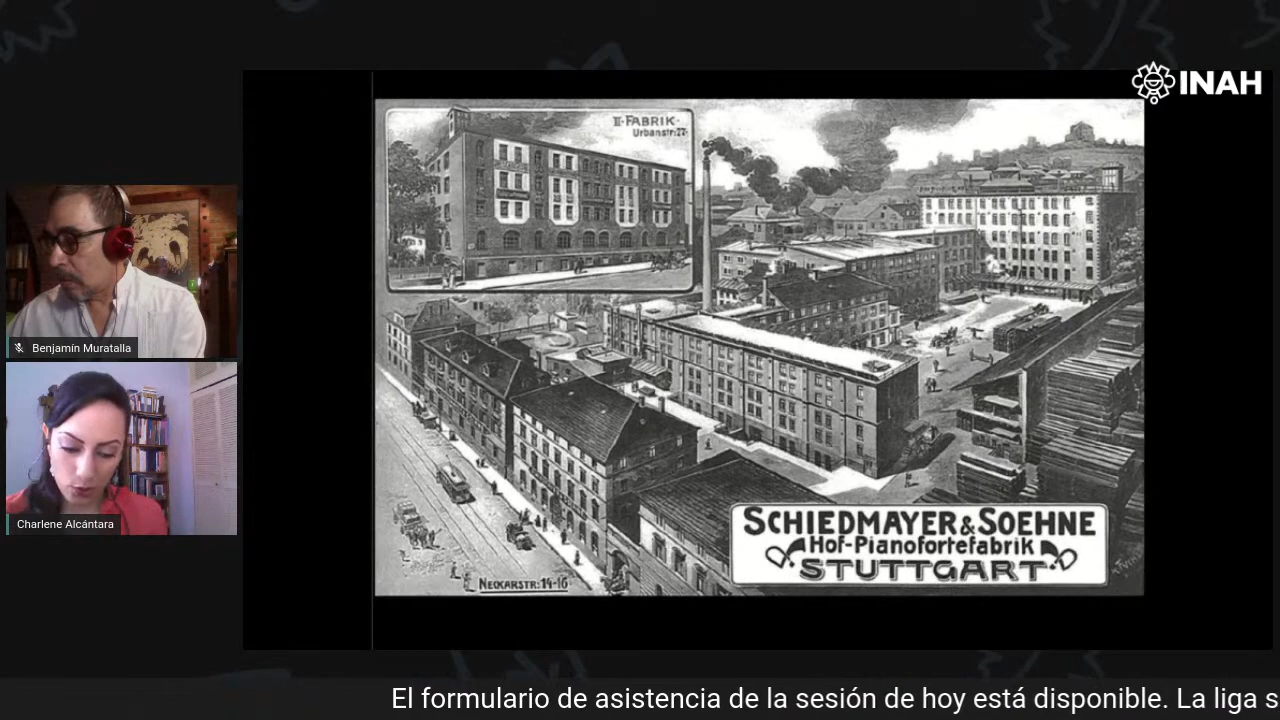 INAH
II·FABRIK·
Urbanstr:77·
SCHIEDMAYER & SOEHNE
Hof-Pianofortefabrik
STUTTGART
NECKARSTR: 14-16
Benjamín Muratalla
Charlene Alcántara
El formulario de asistencia de la sesión de hoy está disponible. La liga s